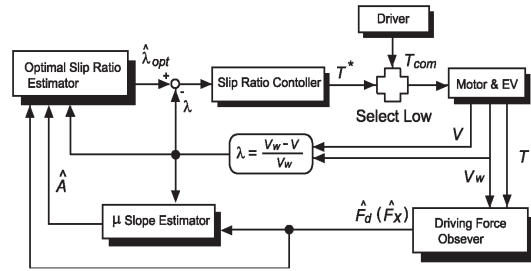 Driver
Optimal Slip Ratio
Estimator
λ̂opt
+
-
λ
Slip Ratio Contoller
T*
Tcom
Select Low
Motor & EV
V
T
Vw
λ = Vw - V / Vw
Â
μ Slope Estimator
F̂d (F̂x)
Driving Force
Obsever